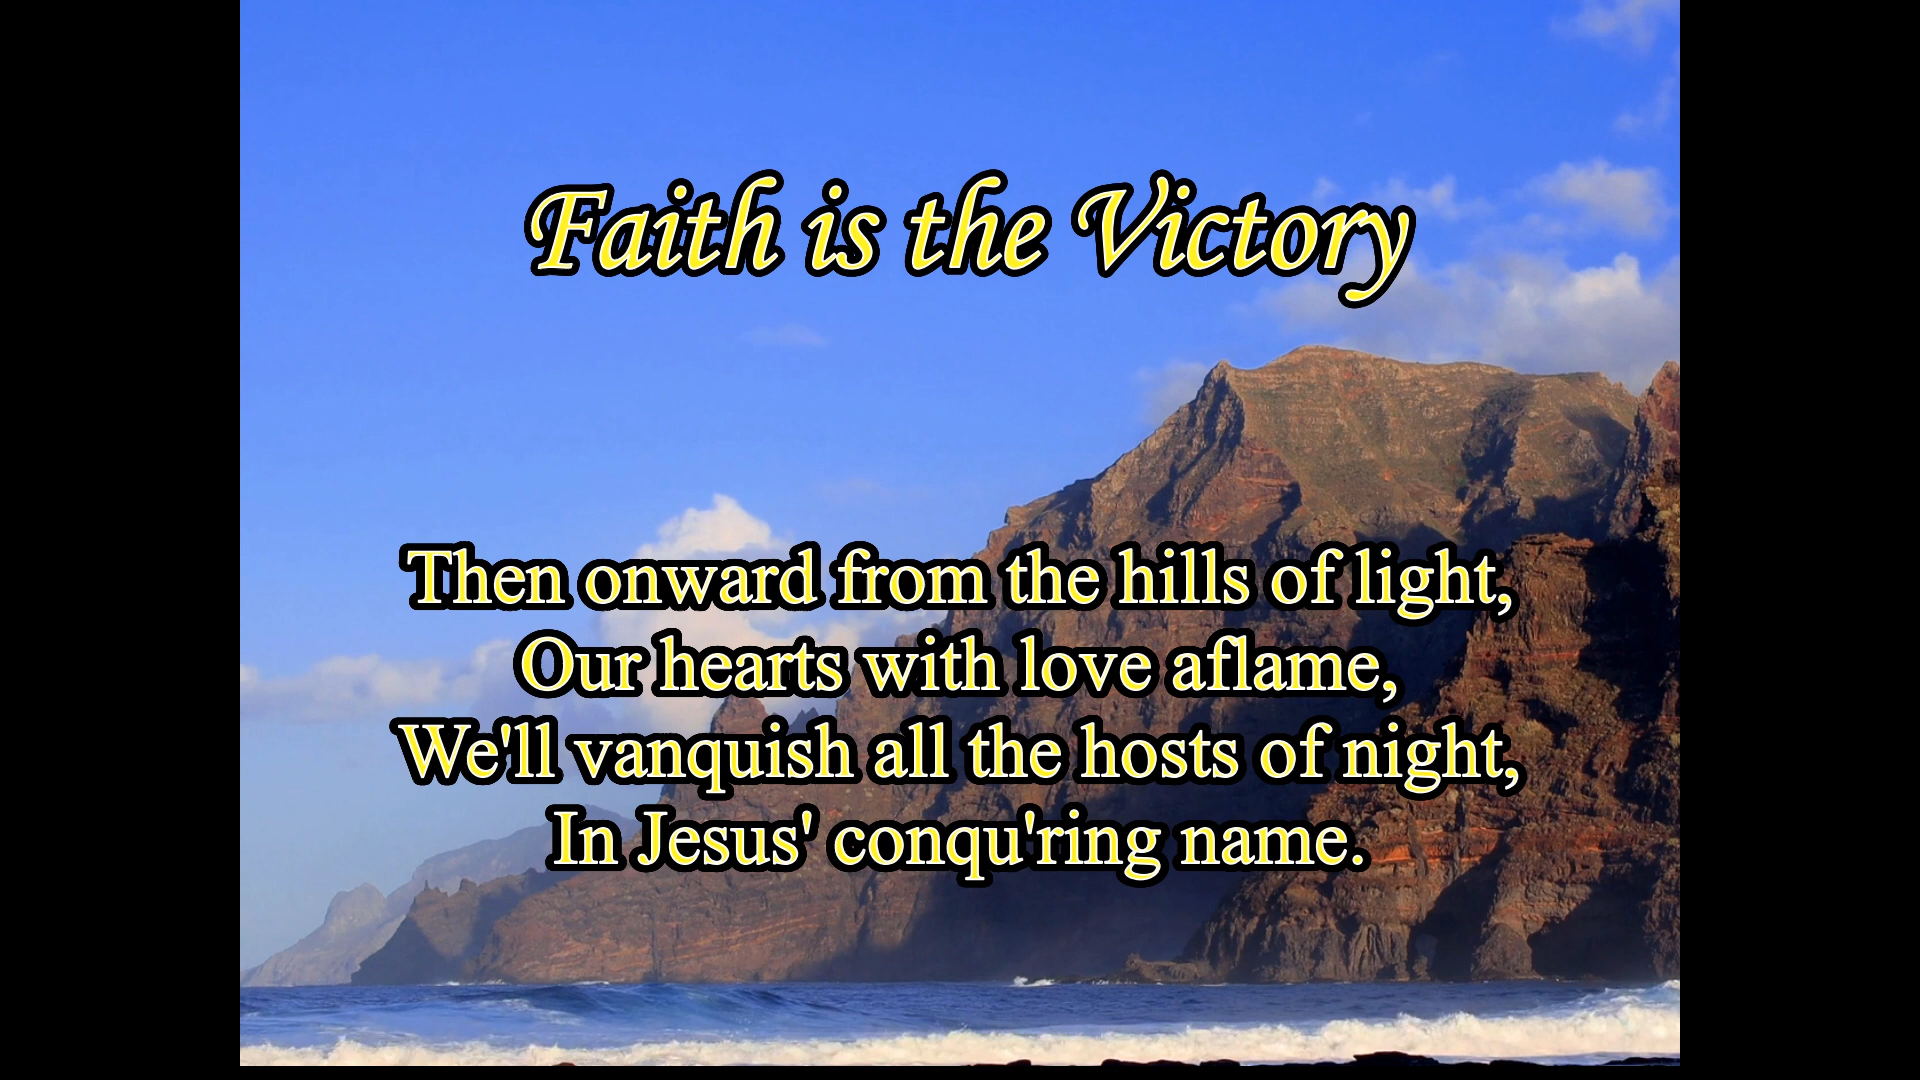 Faith is the Victory
Then onward from the hills of light,
Our hearts with love aflame,
We'll vanquish all the hosts of night,
In Jesus' conqu'ring name.